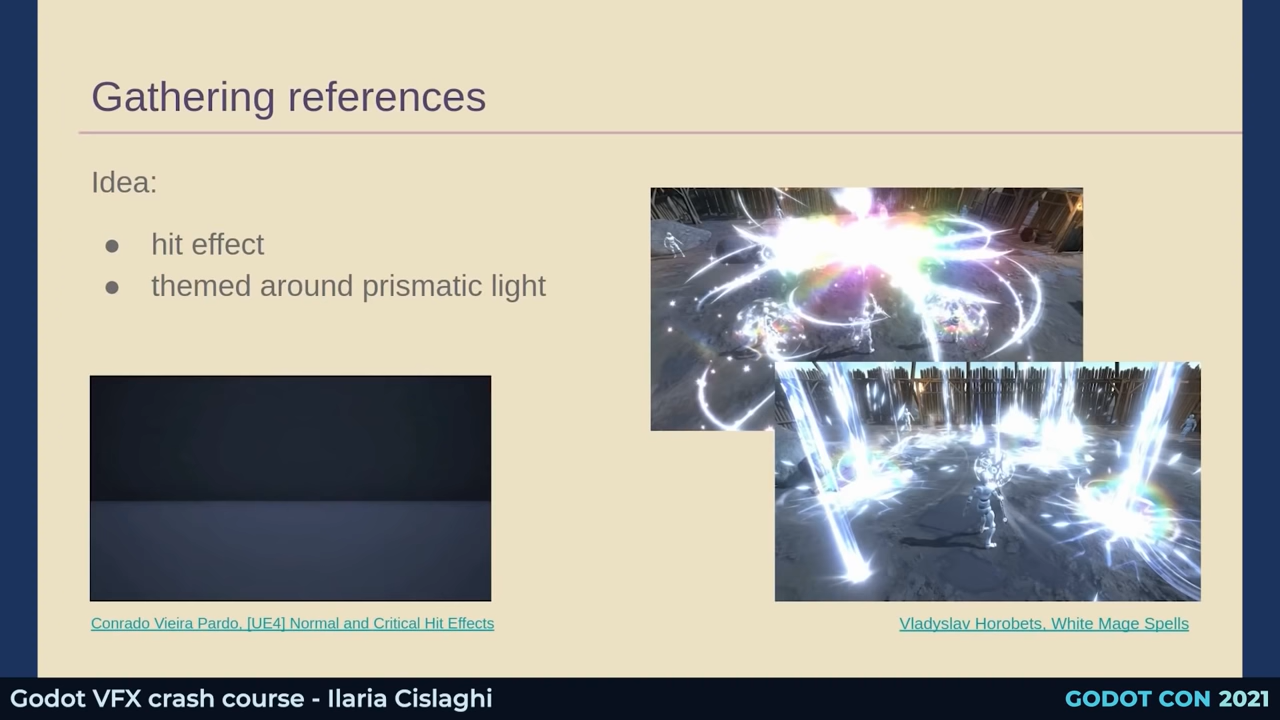 Gathering references
Idea:
● hit effect
● themed around prismatic light
Conrado Vieira Pardo, [UE4] Normal and Critical Hit Effects
Vladyslav Horobets, White Mage Spells
Godot VFX crash course - Ilaria Cislaghi
GODOT CON 2021